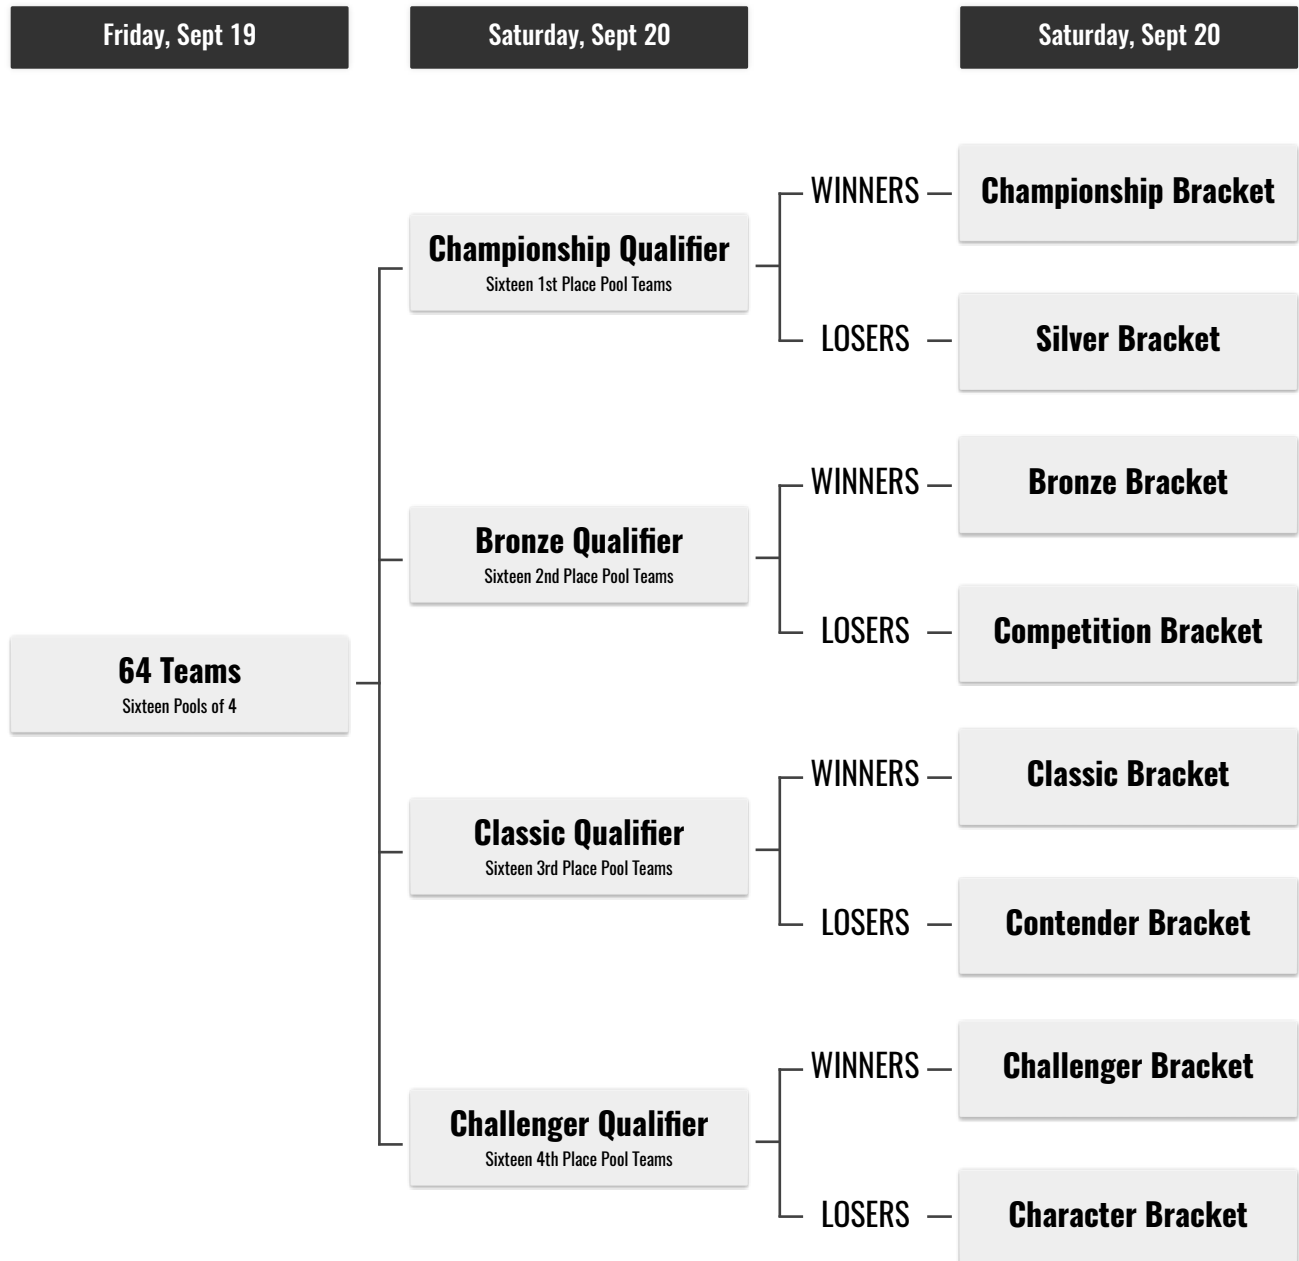 Friday, Sept 19
Saturday, Sept 20
Saturday, Sept 20
WINNERS
Championship Bracket
Championship Qualifier
Sixteen 1st Place Pool Teams
LOSERS
Silver Bracket
WINNERS
Bronze Bracket
Bronze Qualifier
Sixteen 2nd Place Pool Teams
LOSERS
Competition Bracket
64 Teams
Sixteen Pools of 4
WINNERS
Classic Bracket
Classic Qualifier
Sixteen 3rd Place Pool Teams
LOSERS
Contender Bracket
WINNERS
Challenger Bracket
Challenger Qualifier
Sixteen 4th Place Pool Teams
LOSERS
Character Bracket